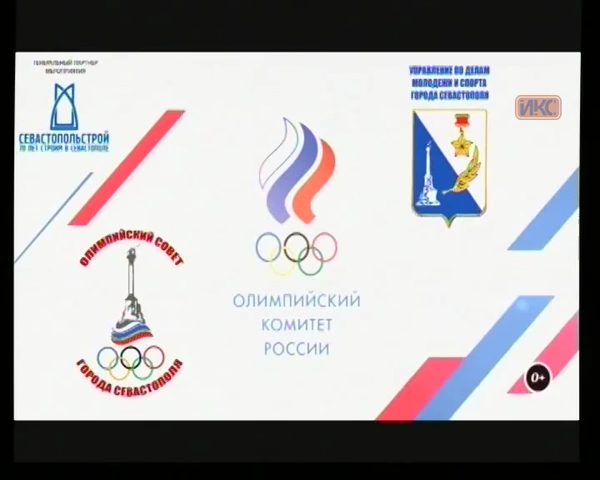 ГЕНЕРАЛЬНЫЙ ПАРТНЕР
МЕРОПРИЯТИЯ
СЕВАСТОПОЛЬСТРОЙ
70 ЛЕТ СТРОИМ В СЕВАСТОПОЛЕ
УПРАВЛЕНИЕ ПО ДЕЛАМ
МОЛОДЕЖИ И СПОРТА
ГОРОДА СЕВАСТОПОЛЯ
ИКС
ОЛИМПИЙСКИЙ СОВЕТ
ГОРОДА СЕВАСТОПОЛЯ
ОЛИМПИЙСКИЙ
КОМИТЕТ
РОССИИ
0+